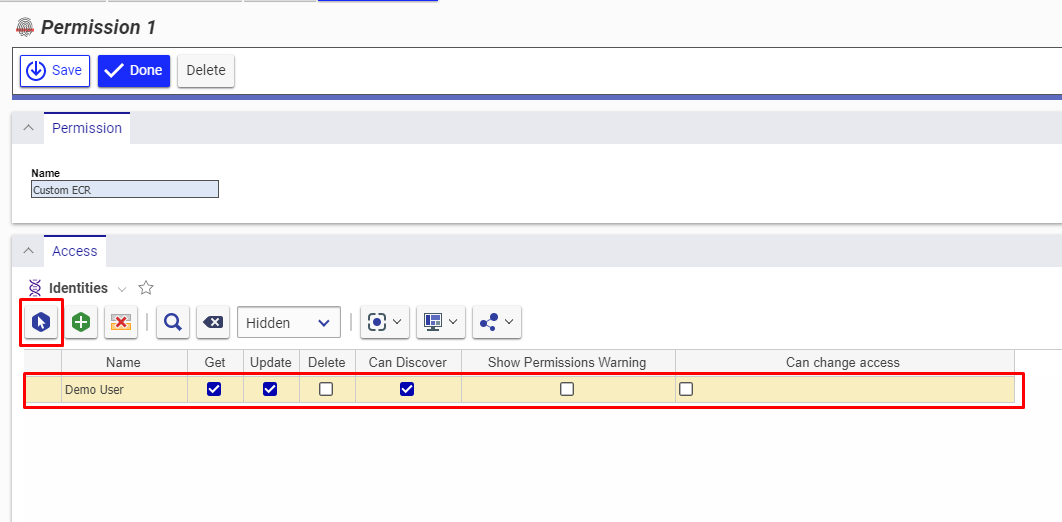 Permission 1
Save Done Delete
Permission
Name
Custom ECR
Access
Identities
Hidden
Name Get Update Delete Can Discover Show Permissions Warning Can change access
Demo User